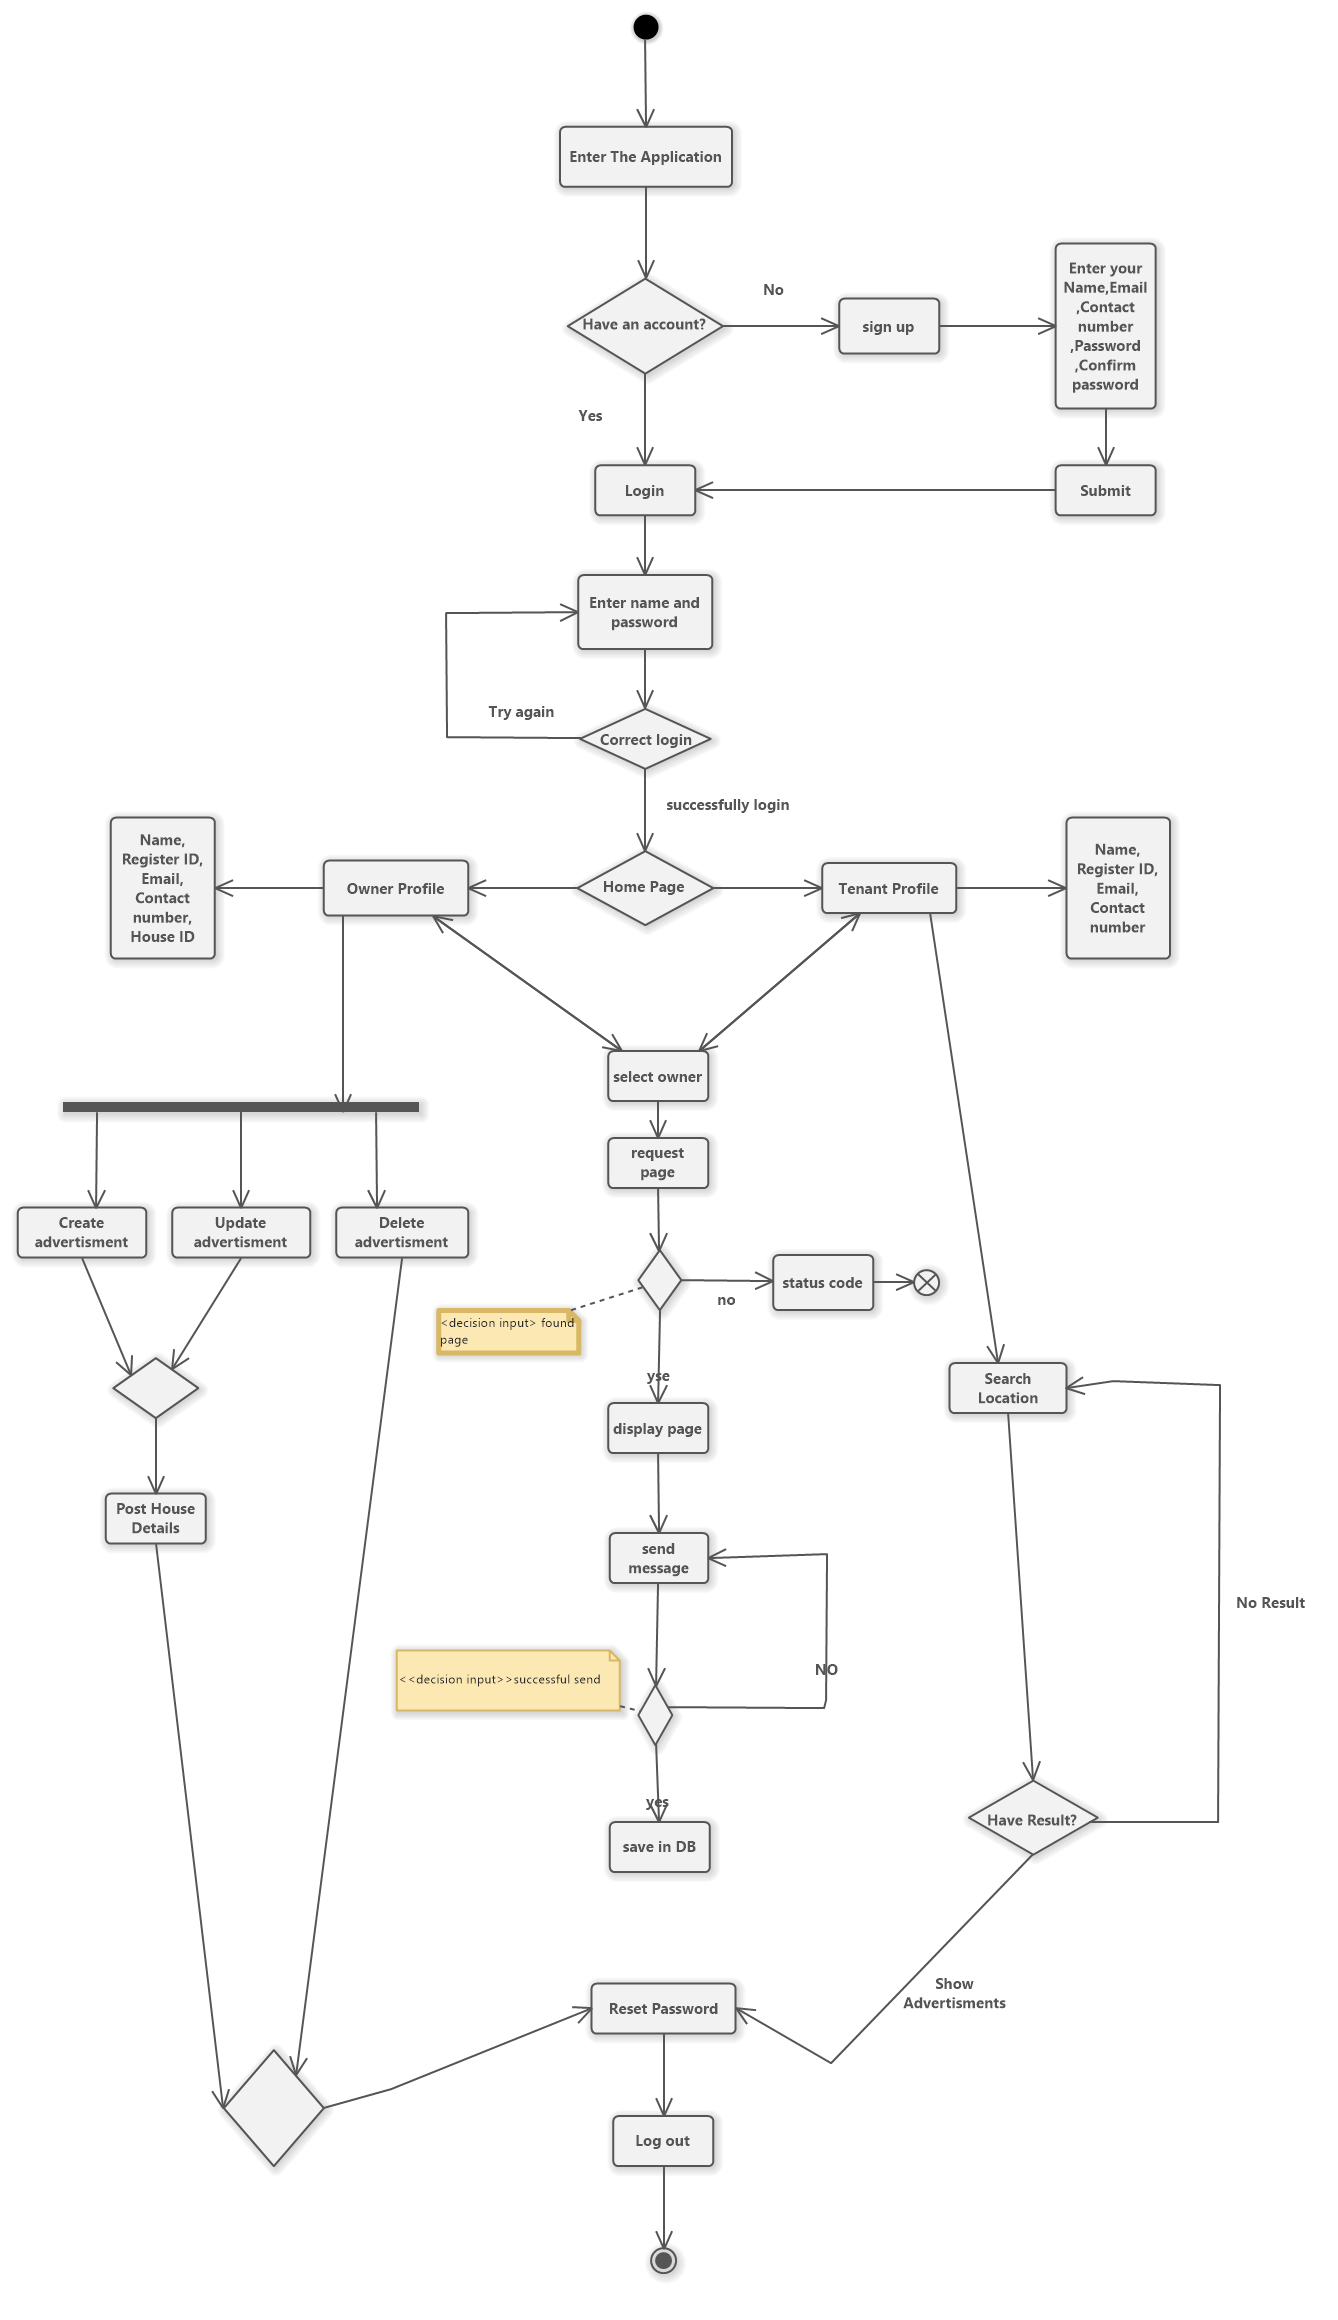 Enter The Application
Have an account?
No
sign up
Enter your
Name,Email
,Contact
number
,Password
,Confirm
password
Yes
Login
Submit
Enter name and
password
Try again
Correct login
successfully login
Name,
Register ID,
Email,
Contact
number,
House ID
Owner Profile
Home Page
Tenant Profile
Name,
Register ID,
Email,
Contact
number
select owner
request
page
Create
advertisment
Update
advertisment
Delete
advertisment
status code
no
<decision input> found
page
yse
display page
Search
Location
Post House
Details
send
message
No Result
NO
<<decision input>>successful send
yes
save in DB
Have Result?
Show
Advertisments
Reset Password
Log out